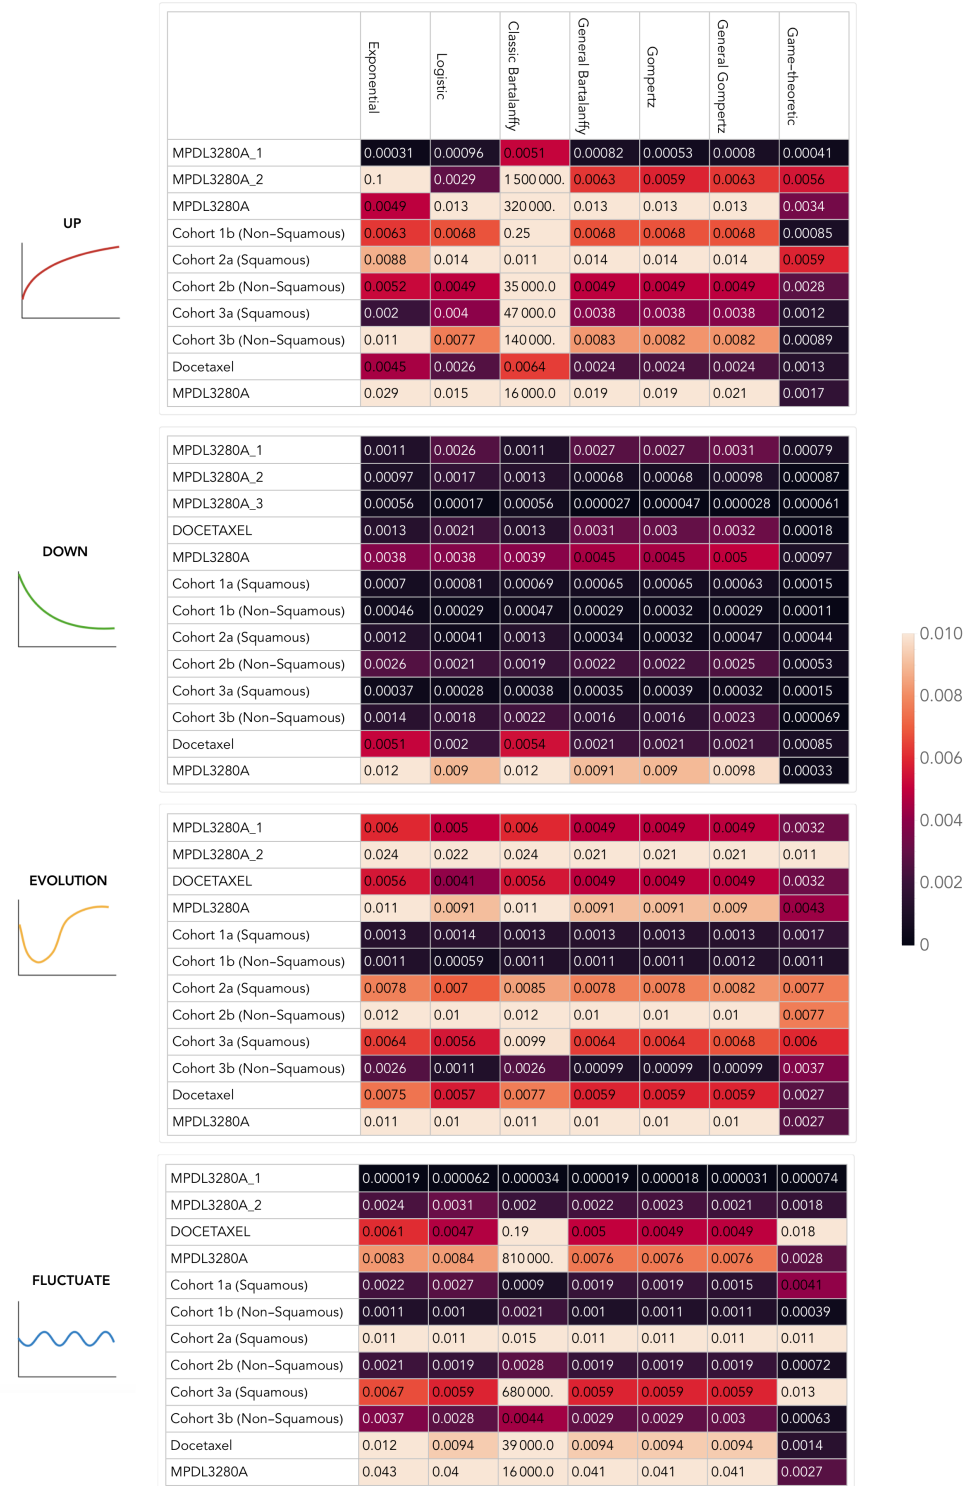 Exponential Logistic Classic Bartalanffy General Bartalanffy Gompertz General Gompertz Game-theoretic
UP
MPDL3280A_1 0.00031 0.00096 0.0051 0.00082 0.00053 0.0008 0.00041
MPDL3280A_2 0.1 0.0029 1 500 000. 0.0063 0.0059 0.0063 0.0056
MPDL3280A 0.0049 0.013 320 000. 0.013 0.013 0.013 0.0034
Cohort 1b (Non-Squamous) 0.0063 0.0068 0.25 0.0068 0.0068 0.0068 0.00085
Cohort 2a (Squamous) 0.0088 0.014 0.011 0.014 0.014 0.014 0.0059
Cohort 2b (Non-Squamous) 0.0052 0.0049 35 000.0 0.0049 0.0049 0.0049 0.0028
Cohort 3a (Squamous) 0.002 0.004 47 000.0 0.0038 0.0038 0.0038 0.0012
Cohort 3b (Non-Squamous) 0.011 0.0077 140 000. 0.0083 0.0082 0.0082 0.00089
Docetaxel 0.0045 0.0026 0.0064 0.0024 0.0024 0.0024 0.0013
MPDL3280A 0.029 0.015 16 000.0 0.019 0.019 0.021 0.0017
DOWN
MPDL3280A_1 0.0011 0.0026 0.0011 0.0027 0.0027 0.0031 0.00079
MPDL3280A_2 0.00097 0.0017 0.0013 0.00068 0.00068 0.00098 0.000087
MPDL3280A_3 0.00056 0.00017 0.00056 0.000027 0.000047 0.000028 0.000061
DOCETAXEL 0.0013 0.0021 0.0013 0.0031 0.003 0.0032 0.00018
MPDL3280A 0.0038 0.0038 0.0039 0.0045 0.0045 0.005 0.00097
Cohort 1a (Squamous) 0.0007 0.00081 0.00069 0.00065 0.00065 0.00063 0.00015
Cohort 1b (Non-Squamous) 0.00046 0.00029 0.00047 0.00029 0.00032 0.00029 0.00011
Cohort 2a (Squamous) 0.0012 0.00041 0.0013 0.00034 0.00032 0.00047 0.00044
Cohort 2b (Non-Squamous) 0.0026 0.0021 0.0019 0.0022 0.0022 0.0025 0.00053
Cohort 3a (Squamous) 0.00037 0.00028 0.00038 0.00035 0.00039 0.00032 0.00015
Cohort 3b (Non-Squamous) 0.0014 0.0018 0.0022 0.0016 0.0016 0.0023 0.000069
Docetaxel 0.0051 0.002 0.0054 0.0021 0.0021 0.0021 0.00085
MPDL3280A 0.012 0.009 0.012 0.0091 0.009 0.0098 0.00033
EVOLUTION
MPDL3280A_1 0.006 0.005 0.006 0.0049 0.0049 0.0049 0.0032
MPDL3280A_2 0.024 0.022 0.024 0.021 0.021 0.021 0.011
DOCETAXEL 0.0056 0.0041 0.0056 0.0049 0.0049 0.0049 0.0032
MPDL3280A 0.011 0.0091 0.011 0.0091 0.0091 0.009 0.0043
Cohort 1a (Squamous) 0.0013 0.0014 0.0013 0.0013 0.0013 0.0013 0.0017
Cohort 1b (Non-Squamous) 0.0011 0.00059 0.0011 0.0011 0.0011 0.0012 0.0011
Cohort 2a (Squamous) 0.0078 0.007 0.0085 0.0078 0.0078 0.0082 0.0077
Cohort 2b (Non-Squamous) 0.012 0.01 0.012 0.01 0.01 0.01 0.0077
Cohort 3a (Squamous) 0.0064 0.0056 0.0099 0.0064 0.0064 0.0068 0.006
Cohort 3b (Non-Squamous) 0.0026 0.0011 0.0026 0.00099 0.00099 0.00099 0.0037
Docetaxel 0.0075 0.0057 0.0077 0.0059 0.0059 0.0059 0.0027
MPDL3280A 0.011 0.01 0.011 0.01 0.01 0.01 0.0027
FLUCTUATE
MPDL3280A_1 0.000019 0.000062 0.000034 0.000019 0.000018 0.000031 0.000074
MPDL3280A_2 0.0024 0.0031 0.002 0.0022 0.0023 0.0021 0.0018
DOCETAXEL 0.0061 0.0047 0.19 0.005 0.0049 0.0049 0.018
MPDL3280A 0.0083 0.0084 810 000. 0.0076 0.0076 0.0076 0.0028
Cohort 1a (Squamous) 0.0022 0.0027 0.0009 0.0019 0.0019 0.0015 0.0041
Cohort 1b (Non-Squamous) 0.0011 0.001 0.0021 0.001 0.0011 0.0011 0.00039
Cohort 2a (Squamous) 0.011 0.011 0.015 0.011 0.011 0.011 0.011
Cohort 2b (Non-Squamous) 0.0021 0.0019 0.0028 0.0019 0.0019 0.0019 0.00072
Cohort 3a (Squamous) 0.0067 0.0059 680 000. 0.0059 0.0059 0.0059 0.013
Cohort 3b (Non-Squamous) 0.0037 0.0028 0.0044 0.0029 0.0029 0.003 0.00063
Docetaxel 0.012 0.0094 39 000.0 0.0094 0.0094 0.0094 0.0014
MPDL3280A 0.043 0.04 16 000.0 0.041 0.041 0.041 0.0027
0.010
0.008
0.006
0.004
0.002
0